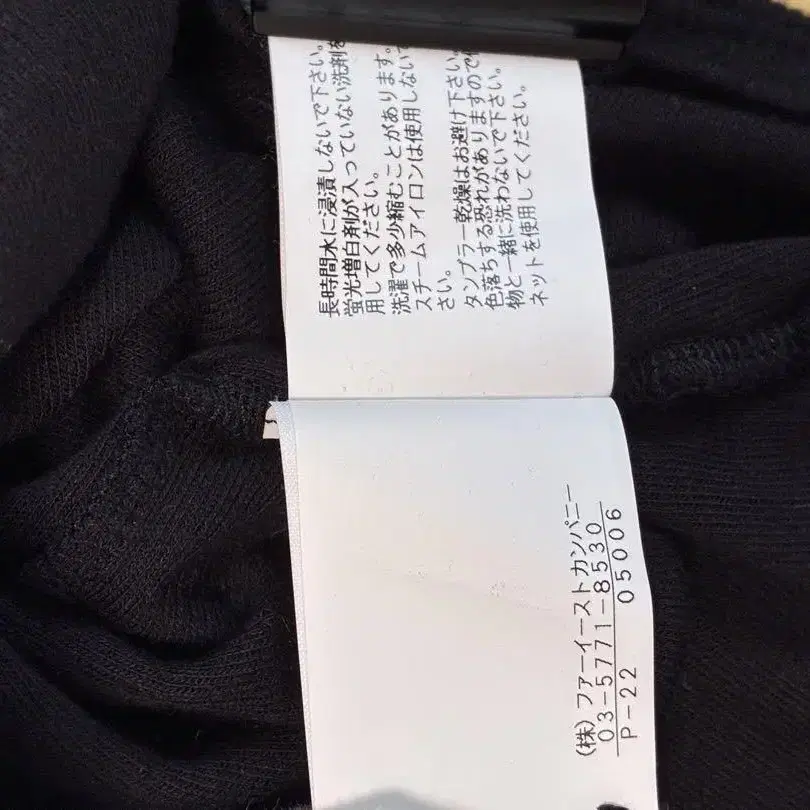 長時間水に浸漬しないで下さい。
蛍光増白剤が入っていない洗剤を
用してください。
洗濯で多少縮むことがあります。
スチームアイロンは使用しないで
さい。
タンブラー乾燥はお避け下さい。
色落ちする恐れがありますので
物と一緒に洗わないで下さい。
ネットを使用してください。
(株)ファーイーストカンパニー
03-5771-8530
P-22 05006